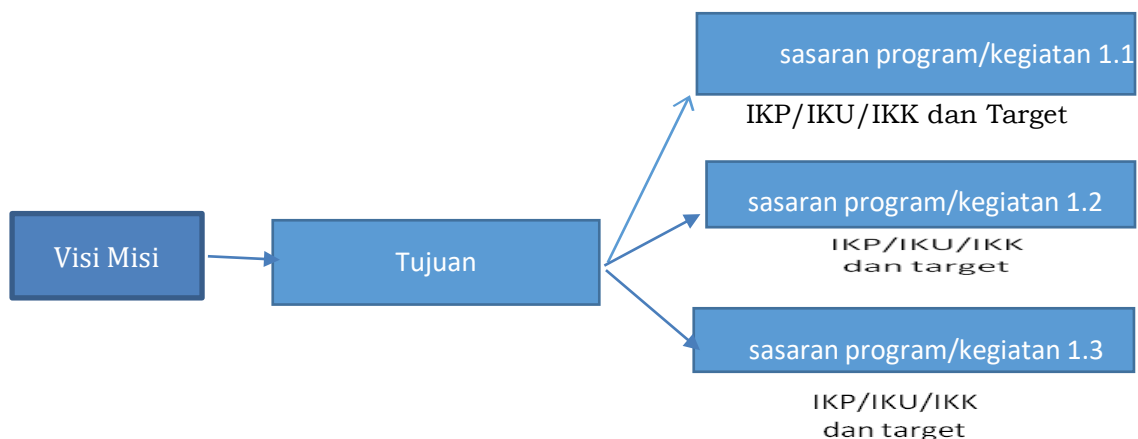 Visi Misi
Tujuan
sasaran program/kegiatan 1.1
IKP/IKU/IKK dan Target
sasaran program/kegiatan 1.2
IKP/IKU/IKK
dan target
sasaran program/kegiatan 1.3
IKP/IKU/IKK
dan target